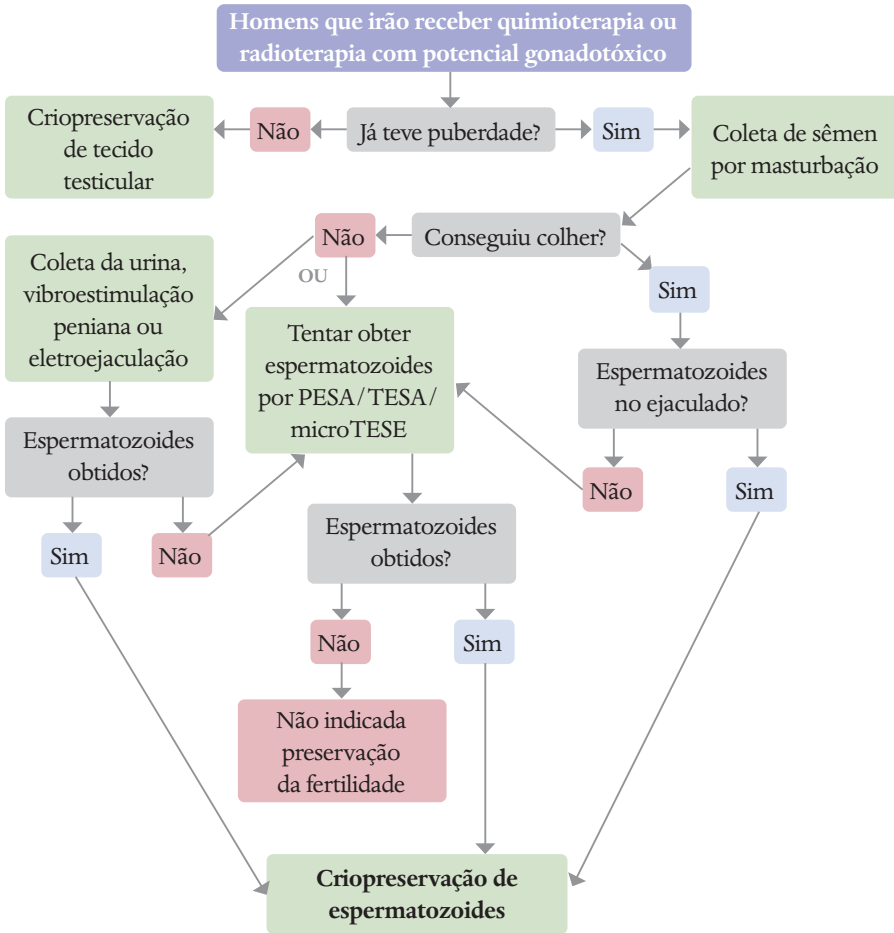 Homens que irão receber quimioterapia ou
radioterapia com potencial gonadotóxico
Criopreservação
de tecido
testicular
Não
Já teve puberdade?
Sim
Coleta de sêmen
por masturbação
Não
Conseguiu colher?
OU
Sim
Coleta da urina,
vibroestimulação
peniana ou
eletroejaculação
Tentar obter
espermatozoides
por PESA/TESA/
microTESE
Espermatozoides
no ejaculado?
Espermatozoides
obtidos?
Não
Sim
Sim
Não
Espermatozoides
obtidos?
Não
Sim
Não indicada
preservação
da fertilidade
Criopreservação de
espermatozoides